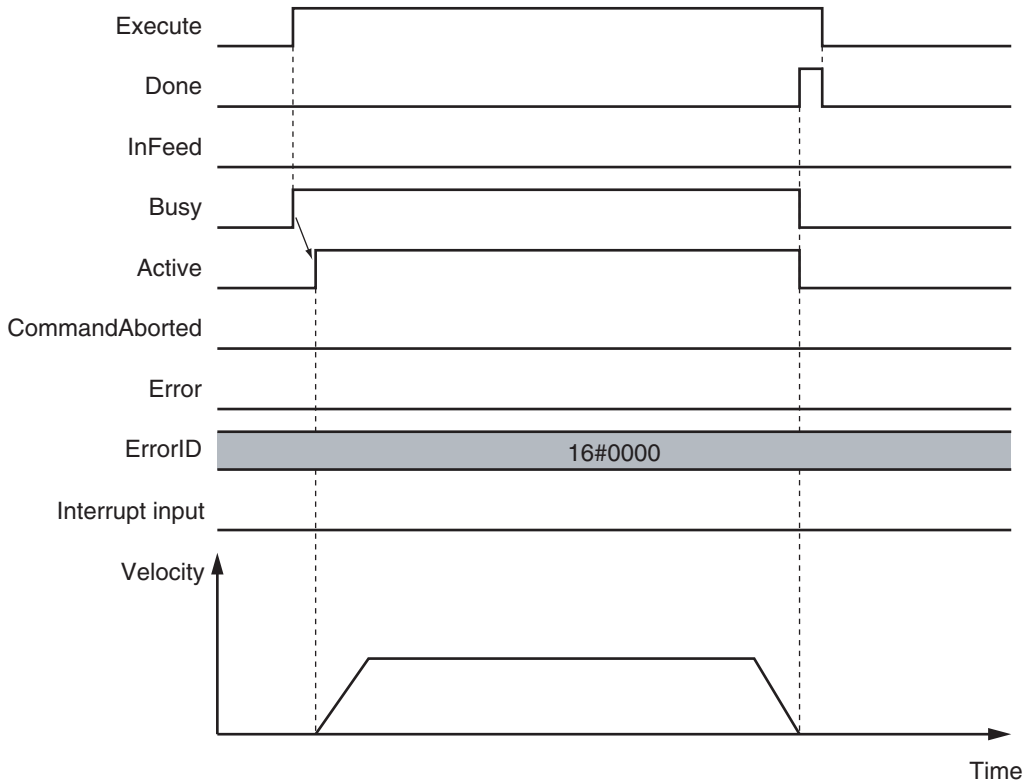 Execute
Done
InFeed
Busy
Active
CommandAborted
Error
ErrorID
16#0000
Interrupt input
Velocity
Time